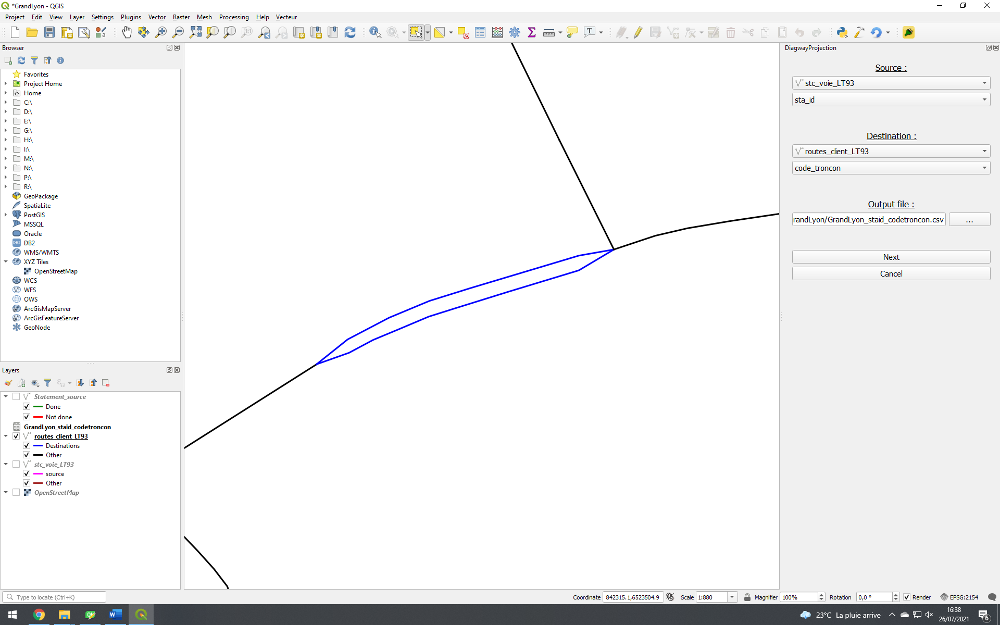 *GrandLyon - QGIS
Project Edit View Layer Settings Plugins Vector Raster Mesh Processing Help Vecteur
Browser
Favorites
Project Home
Home
C:\
D:\
E:\
G:\
H:\
I:\
M:\
N:\
P:\
R:\
GeoPackage
SpatiaLite
PostGIS
MSSQL
Oracle
DB2
WMS/WMTS
XYZ Tiles
OpenStreetMap
WCS
WFS
OWS
ArcGisMapServer
ArcGisFeatureServer
GeoNode
Layers
Statement_source
Done
Not done
GrandLyon_staid_codetroncon
routes_client_LT93
Destinations
Other
stc_voie_LT93
source
Other
OpenStreetMap
DiagwayProjection
Source :
stc_voie_LT93
sta_id
Destination :
routes_client_LT93
code_troncon
Output file :
randLyon/GrandLyon_staid_codetroncon.csv ...
Next
Cancel
Type to locate (Ctrl+K) Coordinate 842315.1,6523504.9 Scale 1:880 Magnifier 100% Rotation 0,0 ° Render EPSG:2154
23°C La pluie arrive 16:38
26/07/2021 6